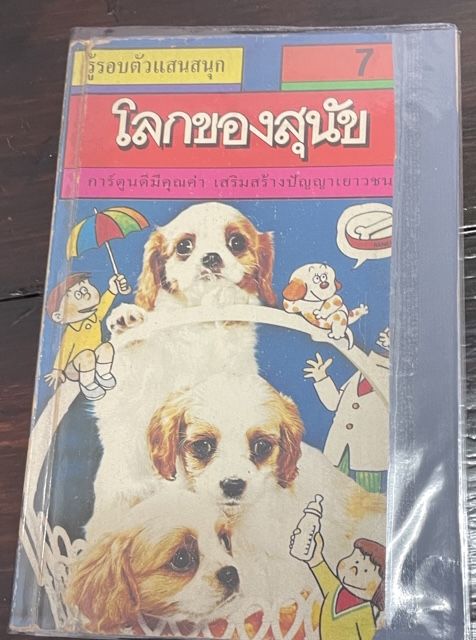 รู้รอบตัวแสนสนุก
7
โลกของสุนัข
การ์ตูนดีมีคุณค่า เสริมสร้างปัญญาเยาวชน